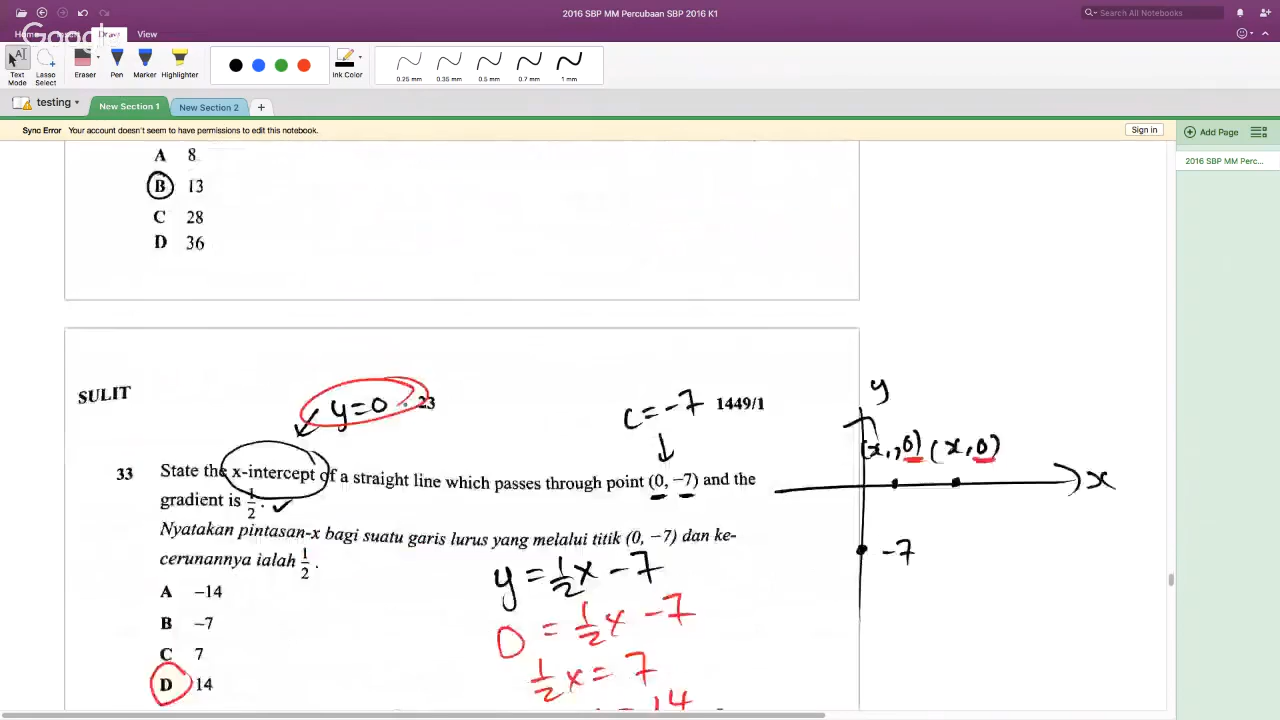 2016 SBP MM Percubaan SBP 2016 K1
Search All Notebooks
Google
Draw
View
Text Mode
Lasso Select
Eraser
Pen
Marker
Highlighter
Ink Color
0.25 mm
0.35 mm
0.5 mm
0.7 mm
1 mm
testing
New Section 1
New Section 2
+
Sync Error Your account doesn't seem to have permissions to edit this notebook.
Sign in
Add Page
2016 SBP MM Perc...
A 8
B 13
C 28
D 36
SULIT
y=0
23
c=-7
1449/1
33 State the x-intercept of a straight line which passes through point (0, −7) and the
gradient is 1/2.
Nyatakan pintasan-x bagi suatu garis lurus yang melalui titik (0, −7) dan ke-
cerunannya ialah 1/2.
A −14
B −7
C 7
D 14
y = 1/2 x − 7
0 = 1/2 x − 7
1/2 x = 7
14
y
(x, 0) (x, 0)
x
-7